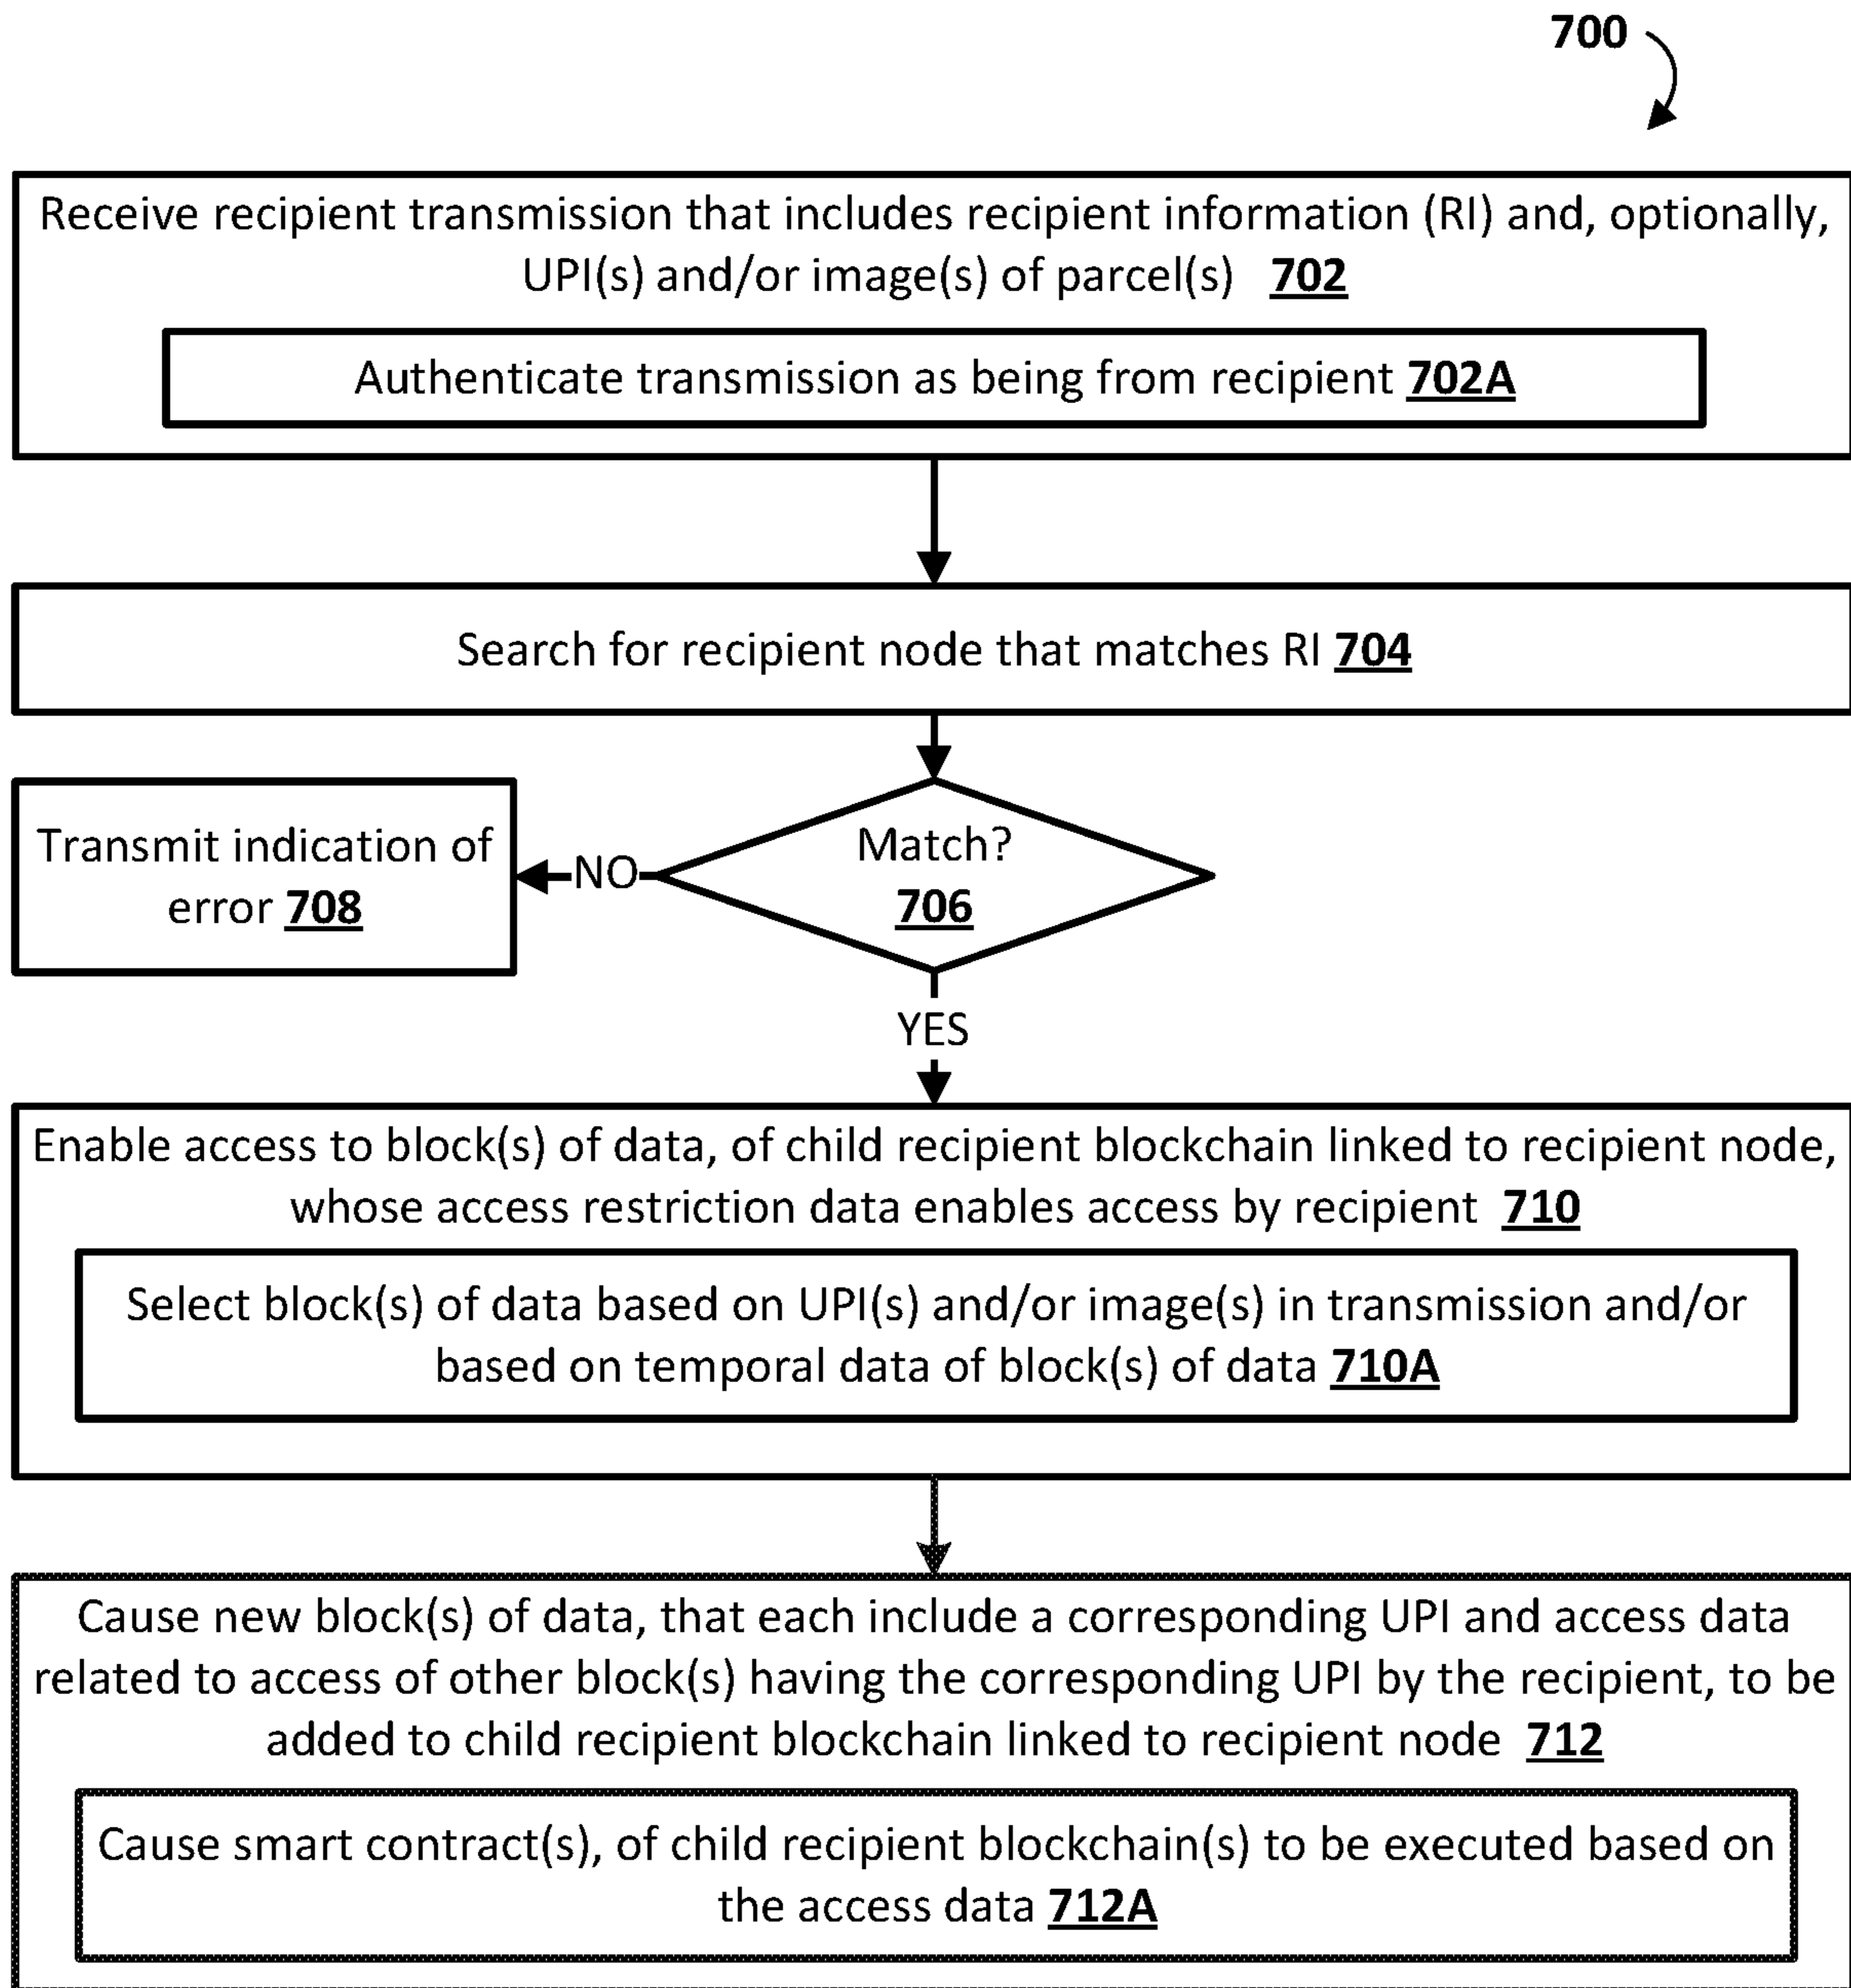 700
Receive recipient transmission that includes recipient information (RI) and, optionally,
UPI(s) and/or image(s) of parcel(s) 702
Authenticate transmission as being from recipient 702A
Search for recipient node that matches RI 704
Match?
706
NO
Transmit indication of
error 708
YES
Enable access to block(s) of data, of child recipient blockchain linked to recipient node,
whose access restriction data enables access by recipient 710
Select block(s) of data based on UPI(s) and/or image(s) in transmission and/or
based on temporal data of block(s) of data 710A
Cause new block(s) of data, that each include a corresponding UPI and access data
related to access of other block(s) having the corresponding UPI by the recipient, to be
added to child recipient blockchain linked to recipient node 712
Cause smart contract(s), of child recipient blockchain(s) to be executed based on
the access data 712A